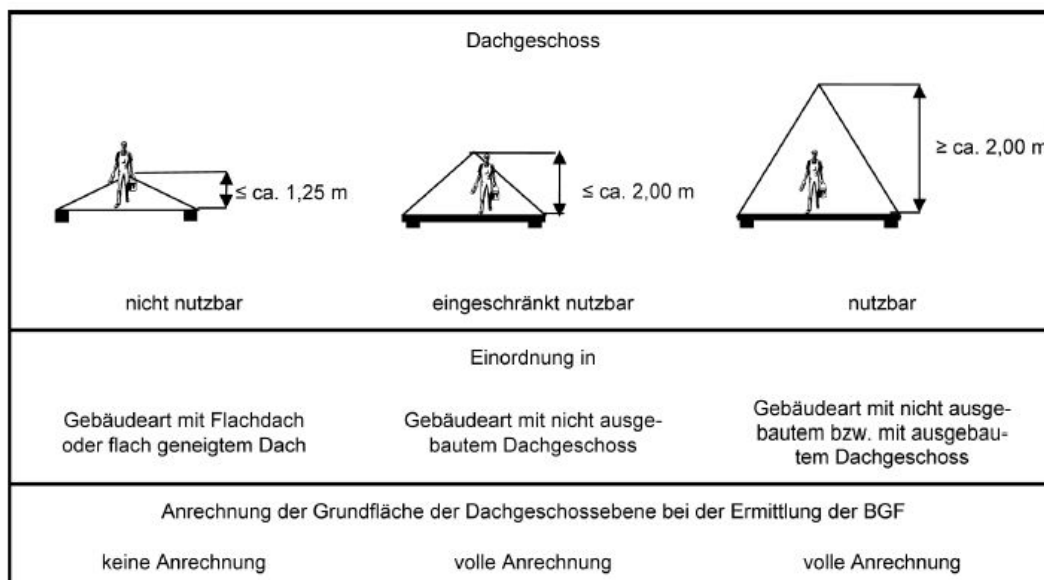 Dachgeschoss
≤ ca. 1,25 m
≤ ca. 2,00 m
≥ ca. 2,00 m
nicht nutzbar
eingeschränkt nutzbar
nutzbar
Einordnung in
Gebäudeart mit Flachdach
oder flach geneigtem Dach
Gebäudeart mit nicht ausge-
bautem Dachgeschoss
Gebäudeart mit nicht ausge-
bautem bzw. mit ausgebau-
tem Dachgeschoss
Anrechnung der Grundfläche der Dachgeschossebene bei der Ermittlung der BGF
keine Anrechnung
volle Anrechnung
volle Anrechnung